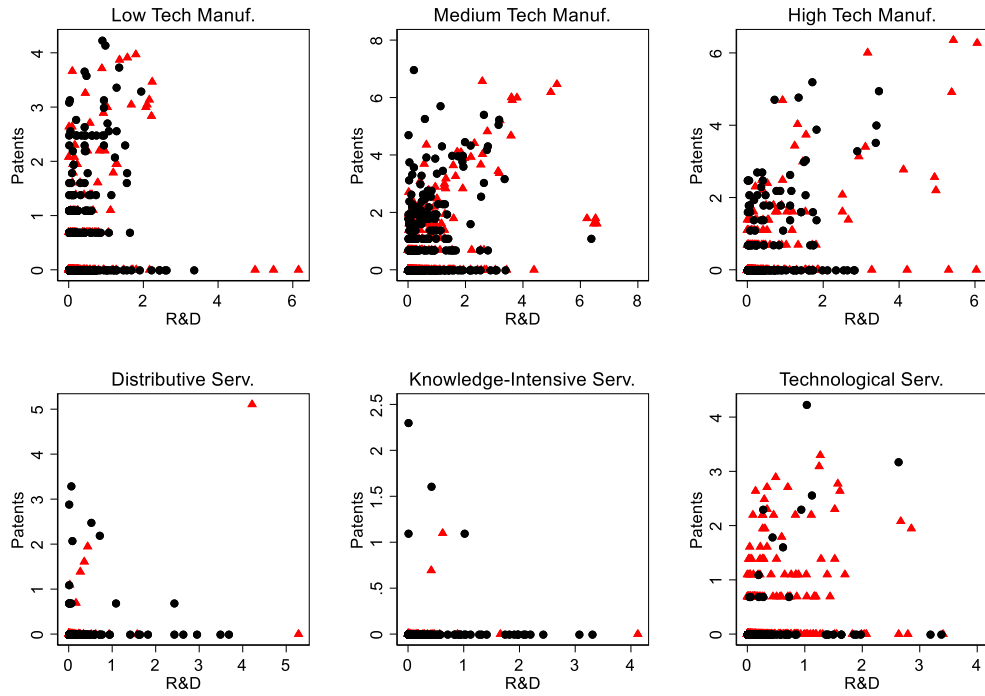 Low Tech Manuf.
Patents
4
3
2
1
0
0 2 4 6
R&D
Medium Tech Manuf.
Patents
8
6
4
2
0
0 2 4 6 8
R&D
High Tech Manuf.
Patents
6
4
2
0
0 2 4 6
R&D
Distributive Serv.
Patents
5
4
3
2
1
0
0 1 2 3 4 5
R&D
Knowledge-Intensive Serv.
Patents
2.5
2
1.5
1
.5
0
0 1 2 3 4
R&D
Technological Serv.
Patents
4
3
2
1
0
0 1 2 3 4
R&D